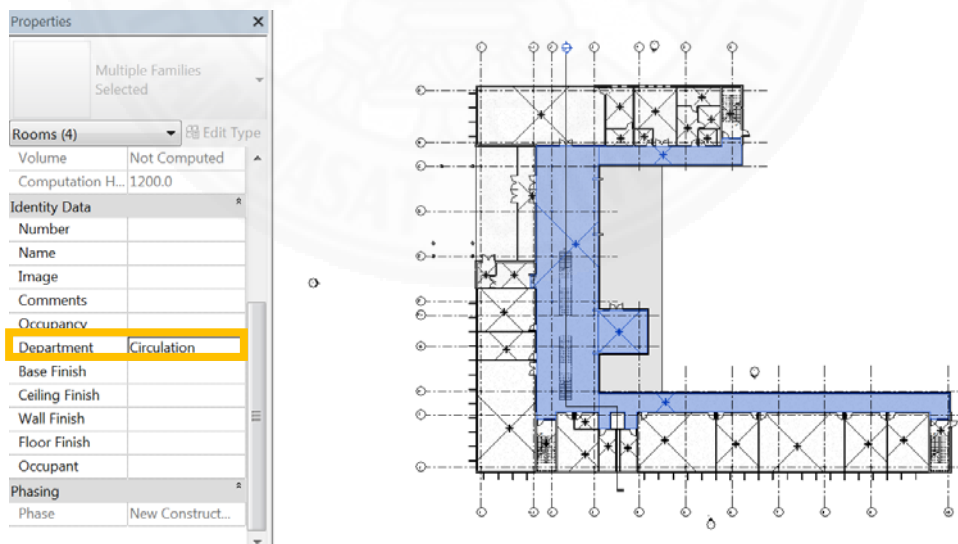 Properties
Multiple Families
Selected
Rooms (4)
Edit Type
Volume Not Computed
Computation H... 1200.0
Identity Data
Number
Name
Image
Comments
Occupancy
Department Circulation
Base Finish
Ceiling Finish
Wall Finish
Floor Finish
Occupant
Phasing
Phase New Construct...